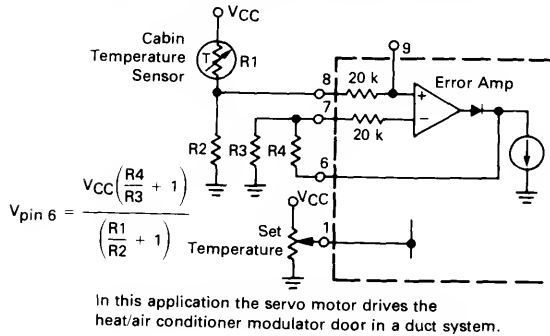 VCC
9
Cabin
Temperature
Sensor
T
R1
8
20 k
Error Amp
+
7
−
20 k
R2
R3
R4
6
Vpin 6 = VCC(R4/R3 + 1) / (R1/R2 + 1)
VCC
Set
Temperature
1
In this application the servo motor drives the
heat/air conditioner modulator door in a duct system.